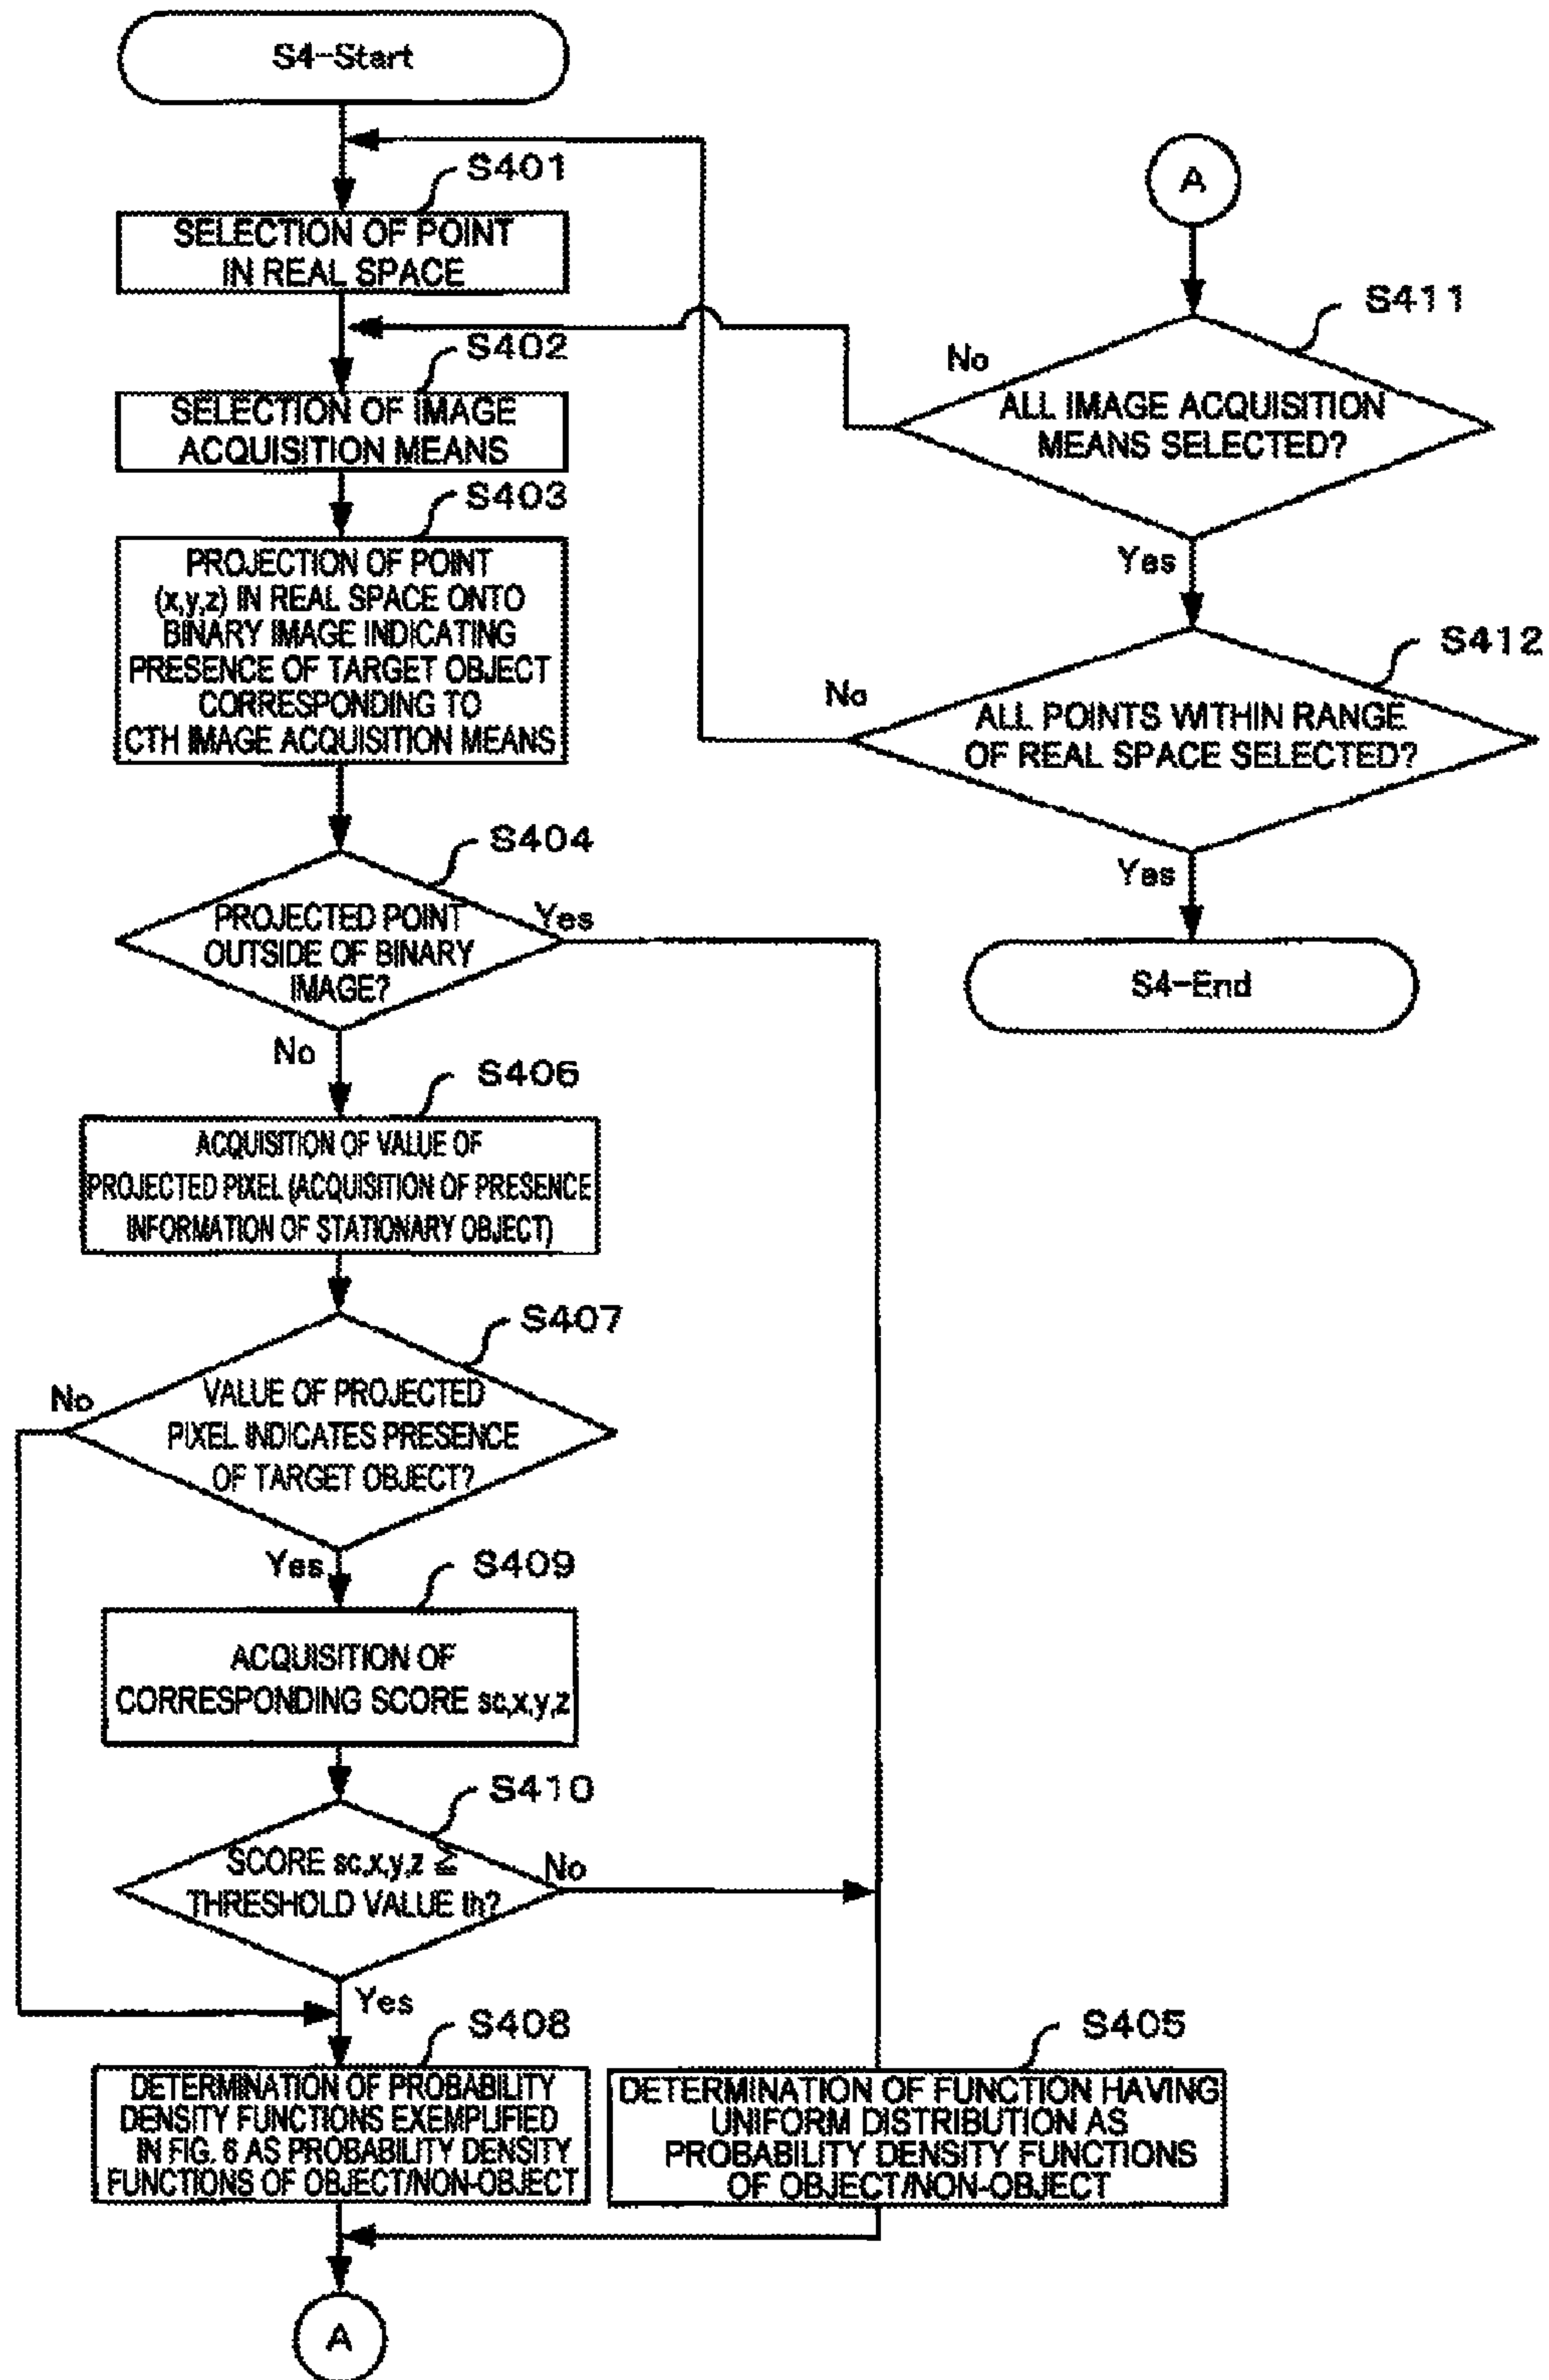 S4-Start
S401
SELECTION OF POINT
IN REAL SPACE
S402
SELECTION OF IMAGE
ACQUISITION MEANS
S403
PROJECTION OF POINT
(x,y,z) IN REAL SPACE ONTO
BINARY IMAGE INDICATING
PRESENCE OF TARGET OBJECT
CORRESPONDING TO
CTH IMAGE ACQUISITION MEANS
S404
PROJECTED POINT
OUTSIDE OF BINARY
IMAGE?
Yes
No
S406
ACQUISITION OF VALUE OF
PROJECTED PIXEL (ACQUISITION OF PRESENCE
INFORMATION OF STATIONARY OBJECT)
S407
No
VALUE OF PROJECTED
PIXEL INDICATES PRESENCE
OF TARGET OBJECT?
Yes
S409
ACQUISITION OF
CORRESPONDING SCORE sc,x,y,z
S410
SCORE sc,x,y,z ≧
THRESHOLD VALUE th?
No
Yes
S408
DETERMINATION OF PROBABILITY
DENSITY FUNCTIONS EXEMPLIFIED
IN FIG. 6 AS PROBABILITY DENSITY
FUNCTIONS OF OBJECT/NON-OBJECT
S405
DETERMINATION OF FUNCTION HAVING
UNIFORM DISTRIBUTION AS
PROBABILITY DENSITY FUNCTIONS
OF OBJECT/NON-OBJECT
A
A
S411
No
ALL IMAGE ACQUISITION
MEANS SELECTED?
Yes
S412
No
ALL POINTS WITHIN RANGE
OF REAL SPACE SELECTED?
Yes
S4-End